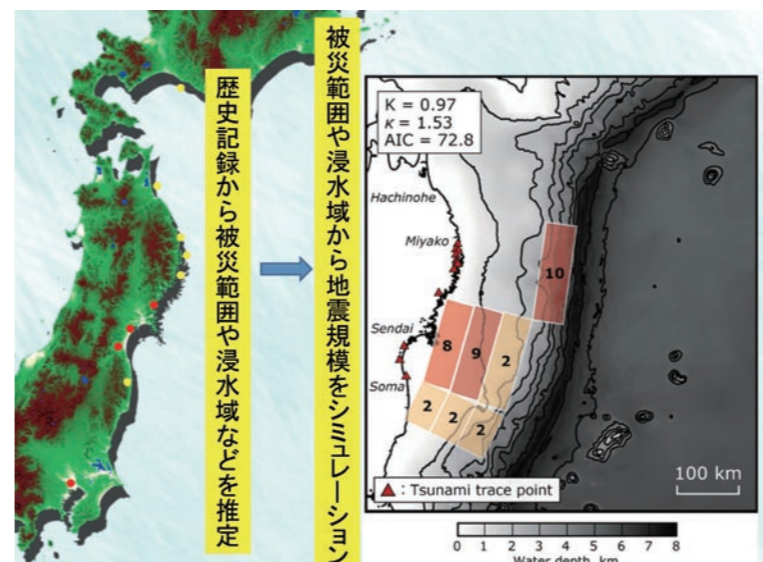 歴史記録から被災範囲や浸水域などを推定
被災範囲や浸水域から地震規模をシミュレーション
K = 0.97
κ = 1.53
AIC = 72.8
Hachinohe
Miyako
10
Sendai
8
9
2
Soma
2
2
2
▲ : Tsunami trace point
100 km
0 1 2 3 4 5 6 7 8
Water depth, km